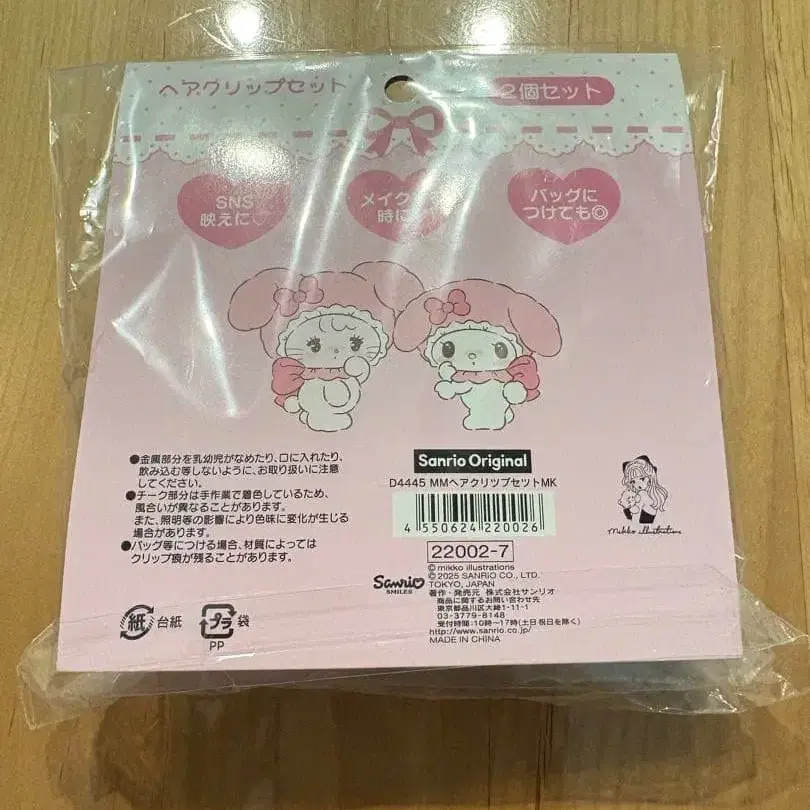 ヘアクリップセット
2個セット
SNS
映えに♡
メイク
時に
バッグに
つけても◎
●金属部分を乳幼児がなめたり、口に入れたり、
飲み込む等しないように、お取り扱いに注意
してください。
●チーク部分は手作業で着色しているため、
風合いが異なることがあります。
また、照明等の影響により色味に変化が生じる
場合があります。
●バッグ等につける場合、材質によっては
クリップ痕が残ることがあります。
Sanrio Original
D4445 MMヘアクリツプセットMK
4 550624 220026
22002-7
mikko illustrations
© mikko illustrations
© 2025 SANRIO CO., LTD.
TOKYO, JAPAN
著作・発売元 株式会社サンリオ
商品に関するお問い合わせ先
東京都品川区大崎1-11-1
03-3779-8148
受付時間:10時~17時(土日祝日を除く)
http://www.sanrio.co.jp/
MADE IN CHINA
Sanrio
SMILES
紙 台紙
プラ 袋
PP